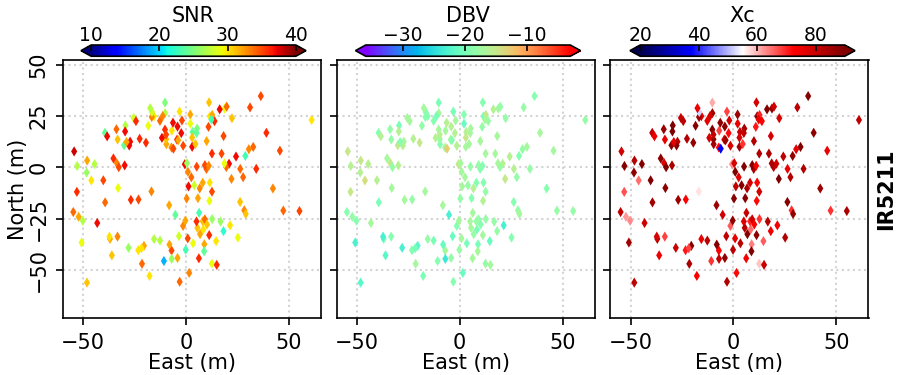 SNR DBV Xc
10 20 30 40 −30 −20 −10 20 40 60 80
50
25
0
−25
−50
North (m)
−50 0 50 −50 0 50 −50 0 50
East (m) East (m) East (m)
IR5211